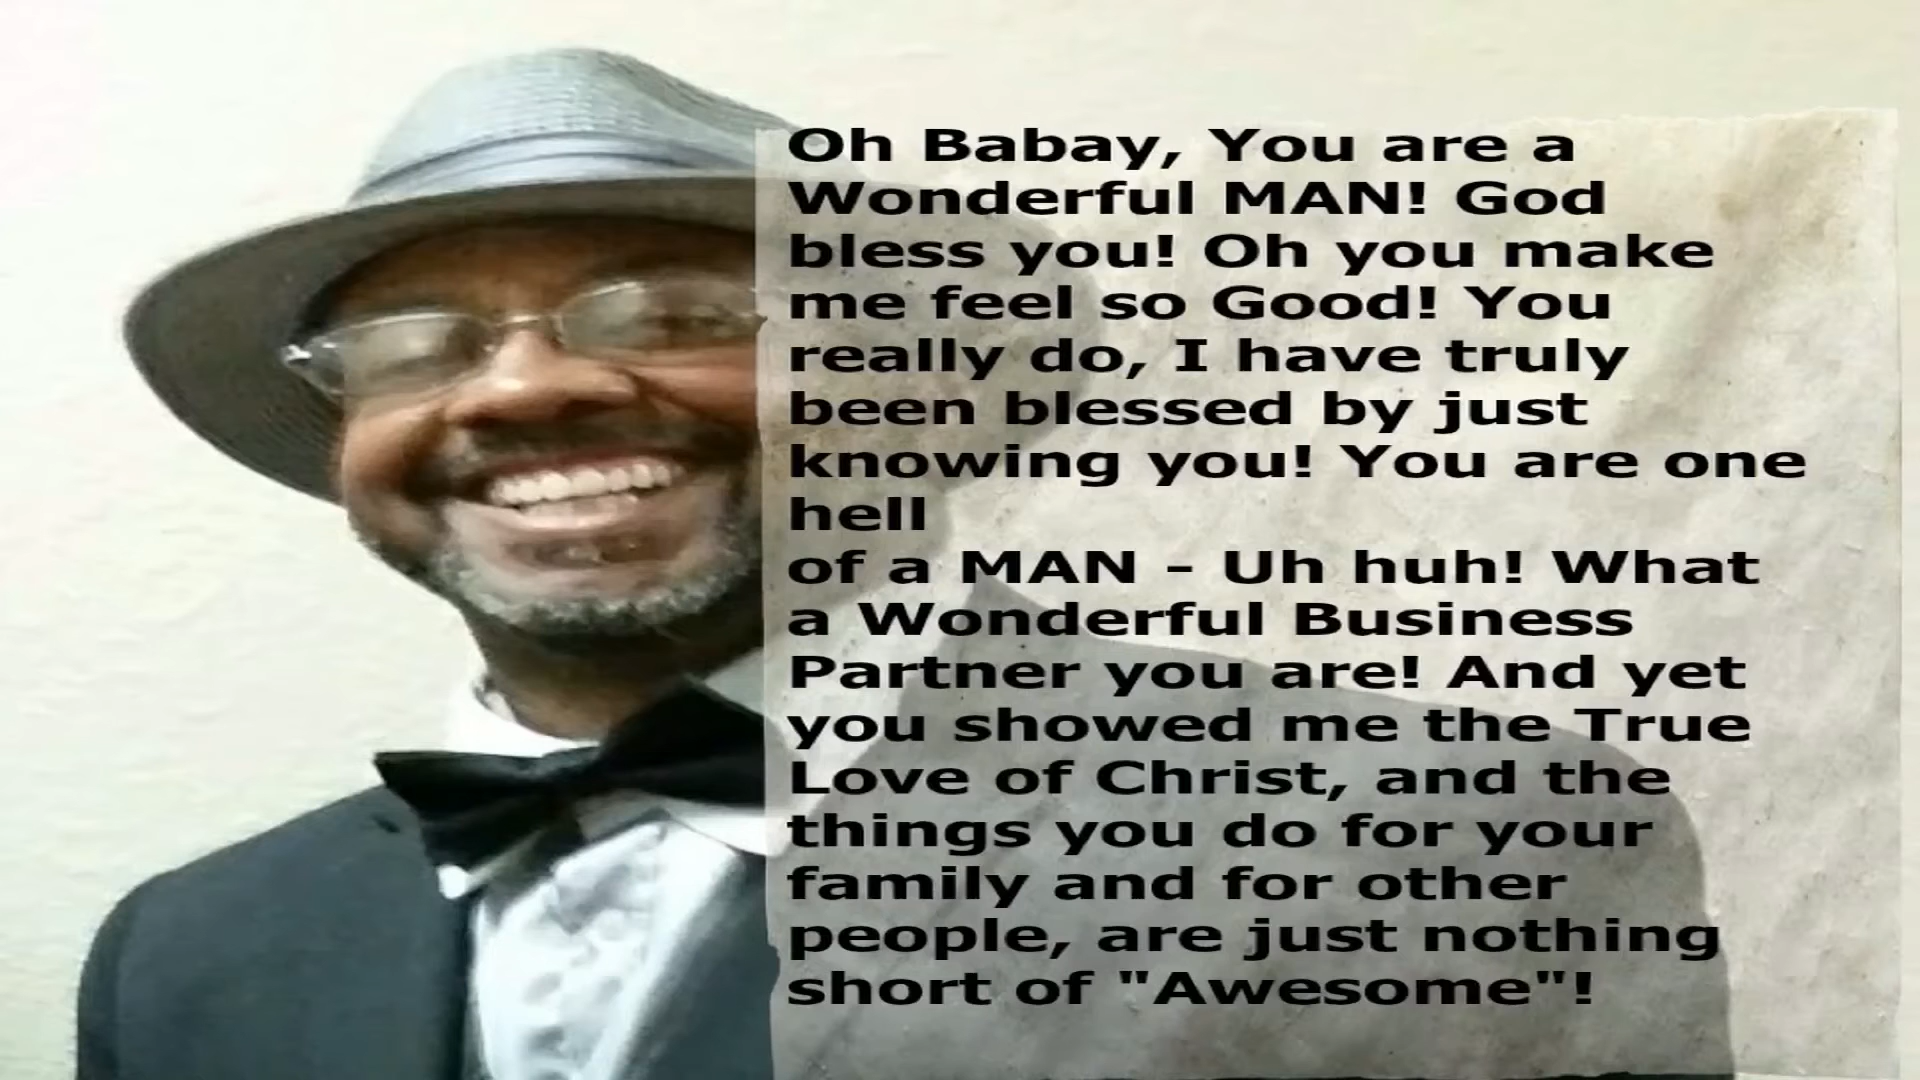 Oh Babay, You are a
Wonderful MAN! God
bless you! Oh you make
me feel so Good! You
really do, I have truly
been blessed by just
knowing you! You are one
hell
of a MAN - Uh huh! What
a Wonderful Business
Partner you are! And yet
you showed me the True
Love of Christ, and the
things you do for your
family and for other
people, are just nothing
short of "Awesome"!